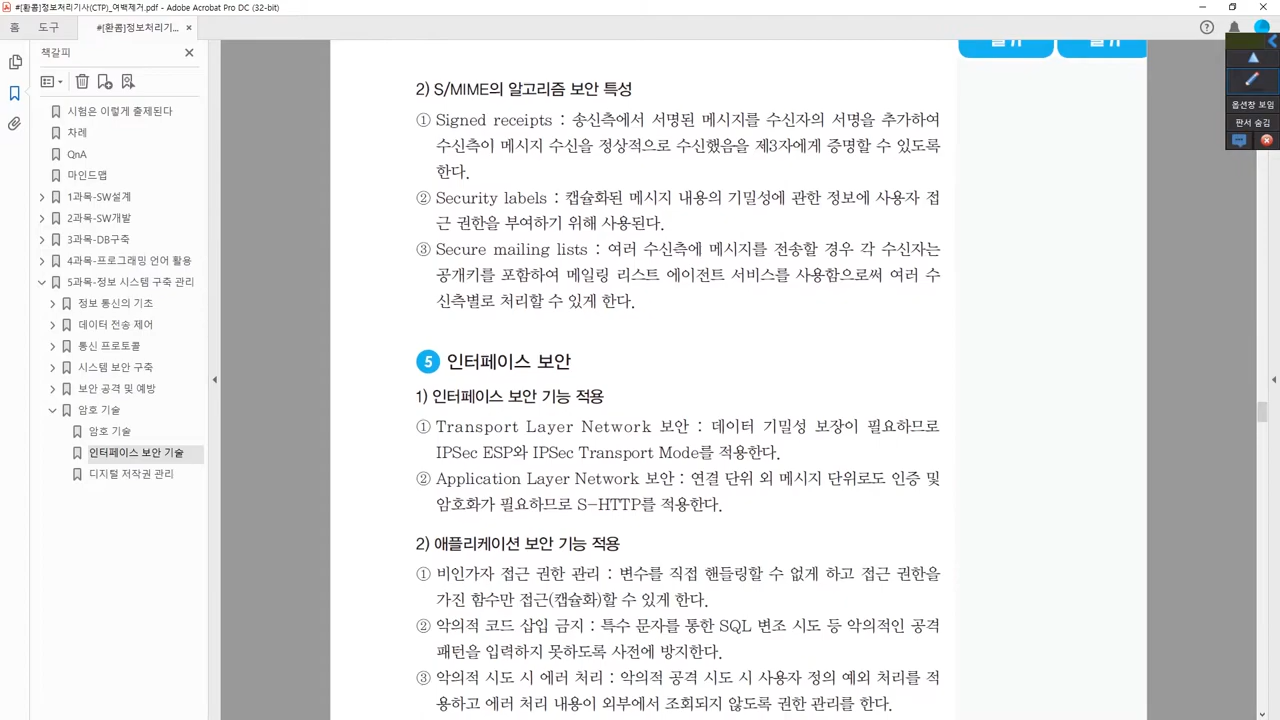 #[환콤]정보처리기사(CTP)_여백제거.pdf - Adobe Acrobat Pro DC (32-bit)
홈 도구 #[환콤]정보처리기... ×
책갈피
시험은 이렇게 출제된다
차례
QnA
마인드맵
1과목-SW설계
2과목-SW개발
3과목-DB구축
4과목-프로그래밍 언어 활용
5과목-정보 시스템 구축 관리
정보 통신의 기초
데이터 전송 제어
통신 프로토콜
시스템 보안 구축
보안 공격 및 예방
암호 기술
암호 기술
인터페이스 보안 기술
디지털 저작권 관리
2) S/MIME의 알고리즘 보안 특성
① Signed receipts : 송신측에서 서명된 메시지를 수신자의 서명을 추가하여
수신측이 메시지 수신을 정상적으로 수신했음을 제3자에게 증명할 수 있도록
한다.
② Security labels : 캡슐화된 메시지 내용의 기밀성에 관한 정보에 사용자 접
근 권한을 부여하기 위해 사용된다.
③ Secure mailing lists : 여러 수신측에 메시지를 전송할 경우 각 수신자는
공개키를 포함하여 메일링 리스트 에이전트 서비스를 사용함으로써 여러 수
신측별로 처리할 수 있게 한다.
5 인터페이스 보안
1) 인터페이스 보안 기능 적용
① Transport Layer Network 보안 : 데이터 기밀성 보장이 필요하므로
IPSec ESP와 IPSec Transport Mode를 적용한다.
② Application Layer Network 보안 : 연결 단위 외 메시지 단위로도 인증 및
암호화가 필요하므로 S-HTTP를 적용한다.
2) 애플리케이션 보안 기능 적용
① 비인가자 접근 권한 관리 : 변수를 직접 핸들링할 수 없게 하고 접근 권한을
가진 함수만 접근(캡슐화)할 수 있게 한다.
② 악의적 코드 삽입 금지 : 특수 문자를 통한 SQL 변조 시도 등 악의적인 공격
패턴을 입력하지 못하도록 사전에 방지한다.
③ 악의적 시도 시 에러 처리 : 악의적 공격 시도 시 사용자 정의 예외 처리를 적
용하고 에러 처리 내용이 외부에서 조회되지 않도록 권한 관리를 한다.
옵션창 보임
판서 숨김